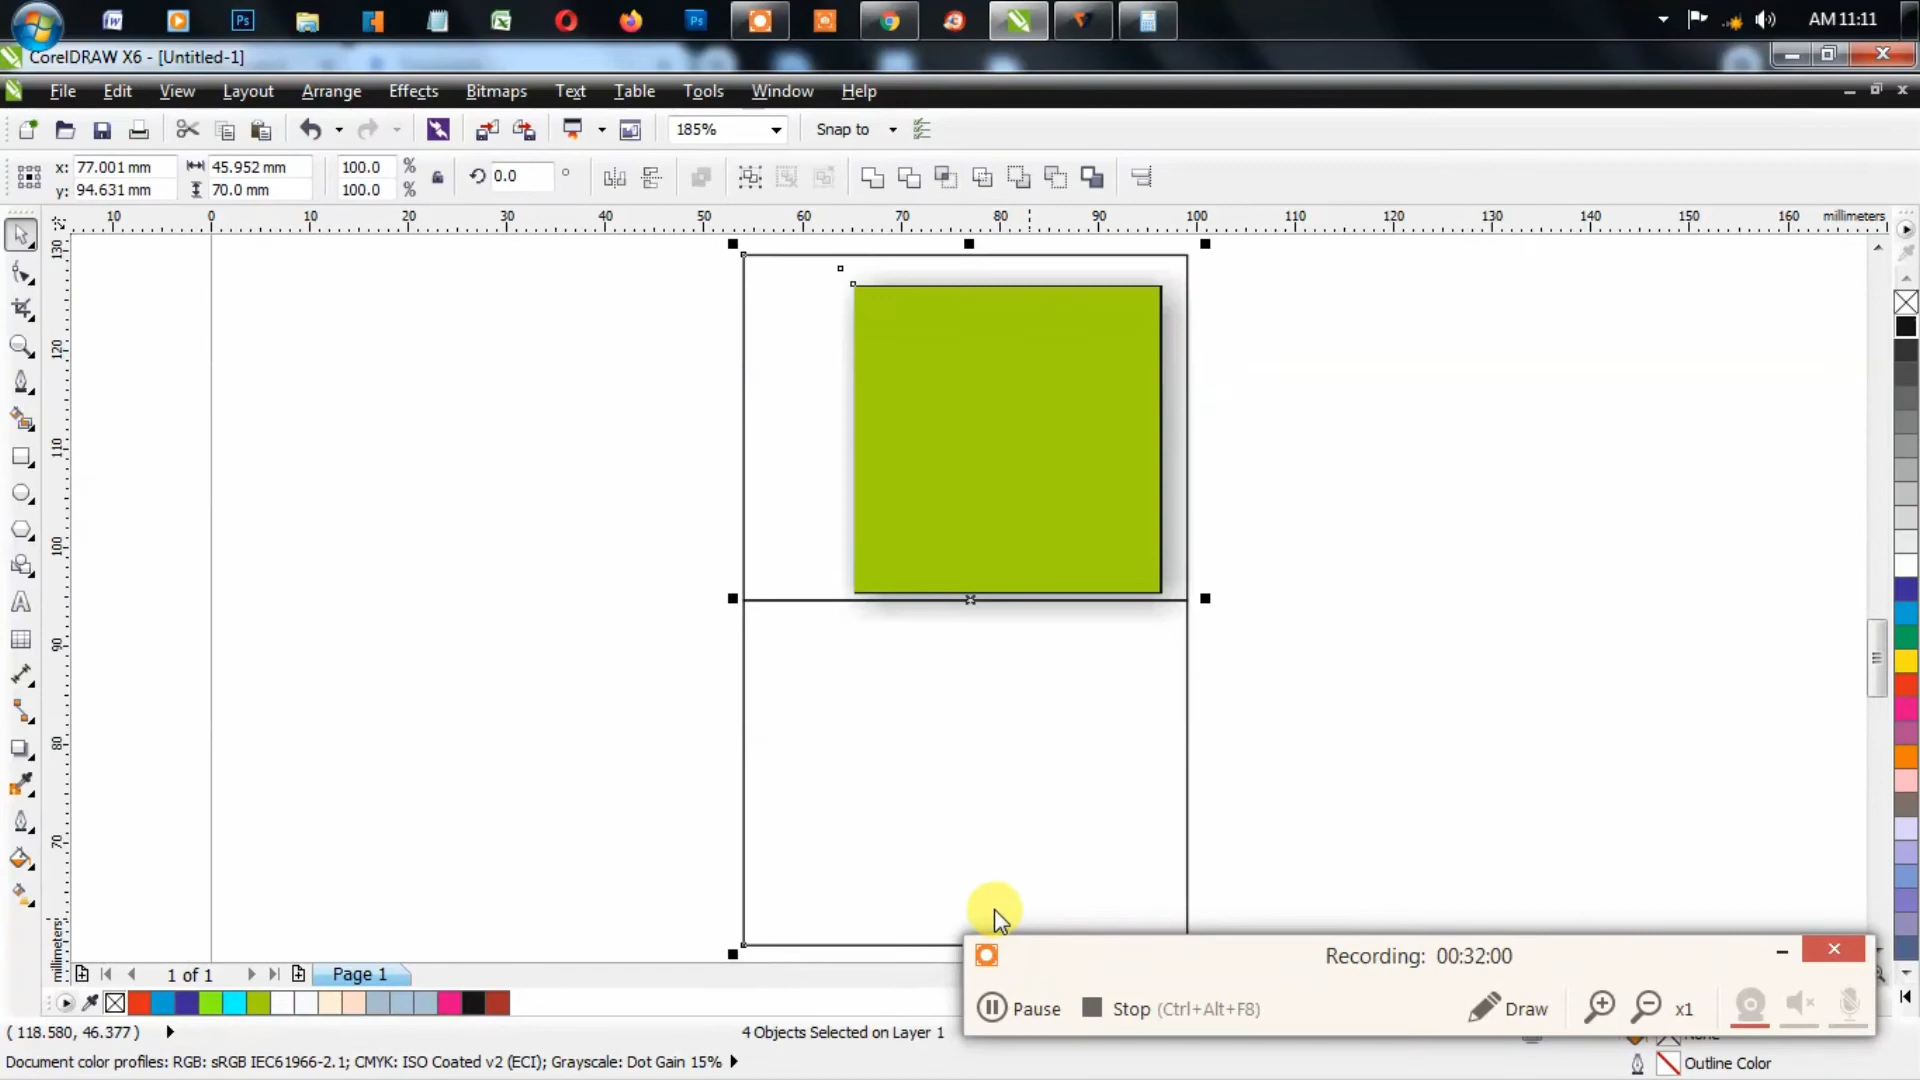 AM 11:11
CorelDRAW X6 - [Untitled-1]
File Edit View Layout Arrange Effects Bitmaps Text Table Tools Window Help
185% Snap to
x: 77.001 mm 45.952 mm 100.0 % 0.0 °
y: 94.631 mm 70.0 mm 100.0 %
10 0 10 20 30 40 50 60 70 80 90 100 110 120 130 140 150 160 millimeters
130
120
110
100
90
80
70
millimeters
Recording: 00:32:00
Pause Stop (Ctrl+Alt+F8) Draw x1
1 of 1 Page 1
( 118.580, 46.377 ) 4 Objects Selected on Layer 1
Document color profiles: RGB: sRGB IEC61966-2.1; CMYK: ISO Coated v2 (ECI); Grayscale: Dot Gain 15% Outline Color